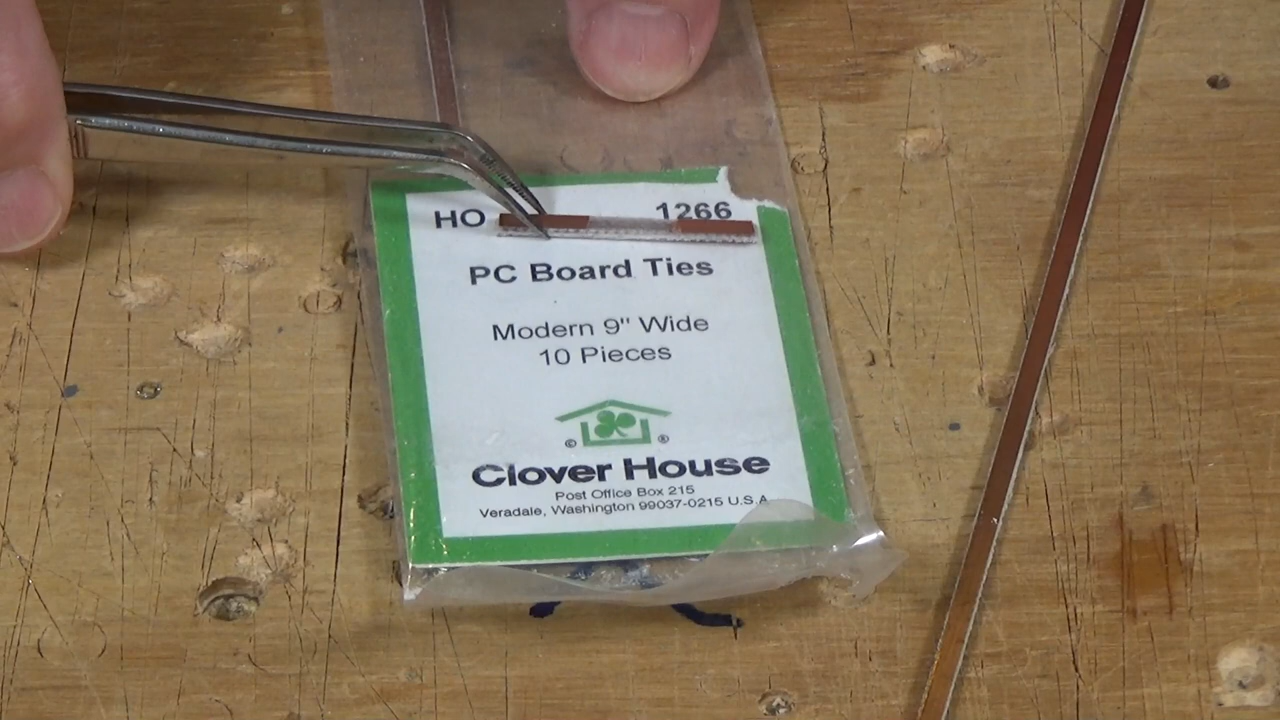 HO 1266
PC Board Ties
Modern 9" Wide
10 Pieces
© ®
Clover House
Post Office Box 215
Veradale, Washington 99037-0215 U.S.A.